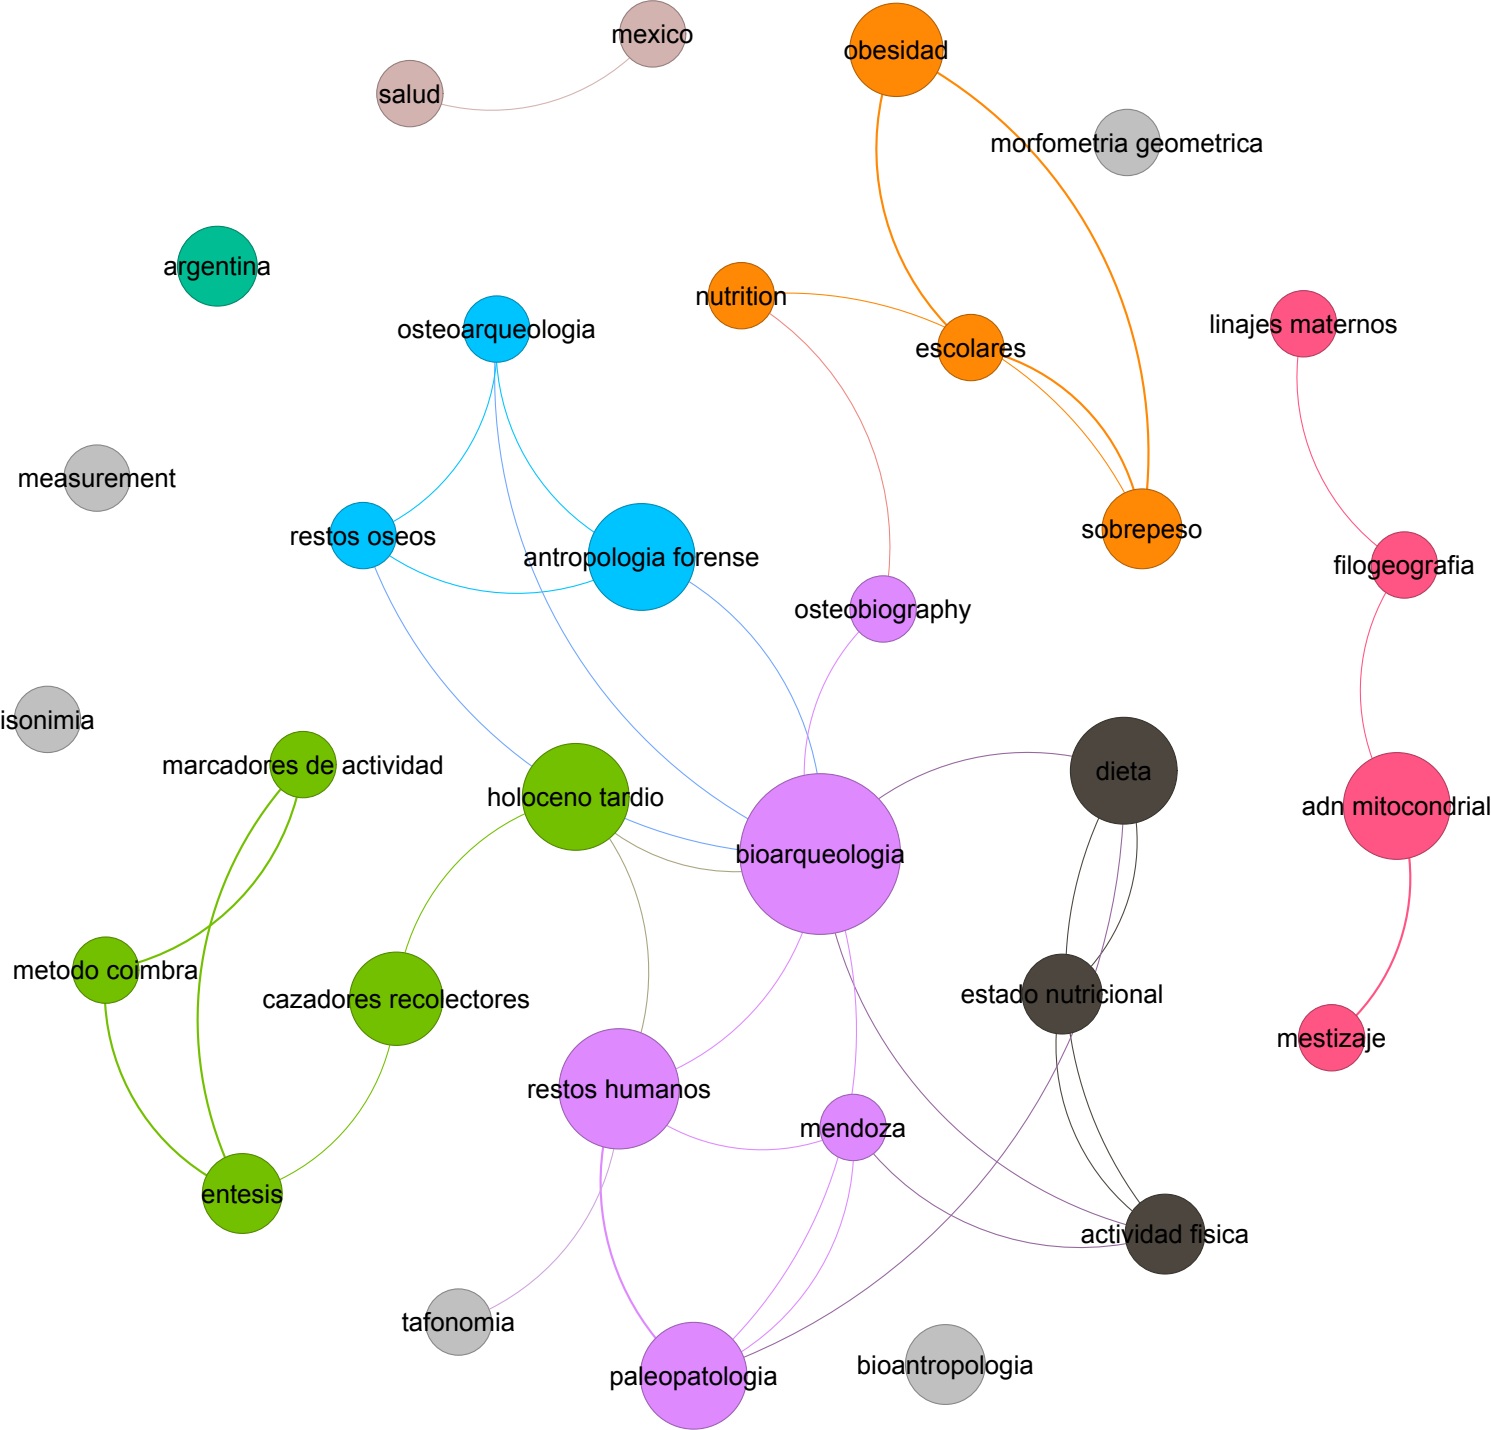 mexico
obesidad
salud
morfometria geometrica
argentina
nutrition
linajes maternos
osteoarqueologia
escolares
measurement
restos oseos
antropologia forense
sobrepeso
filogeografia
osteobiography
isonimia
marcadores de actividad
holoceno tardio
dieta
adn mitocondrial
bioarqueologia
metodo coimbra
cazadores recolectores
estado nutricional
mestizaje
restos humanos
mendoza
entesis
actividad fisica
tafonomia
bioantropologia
paleopatologia